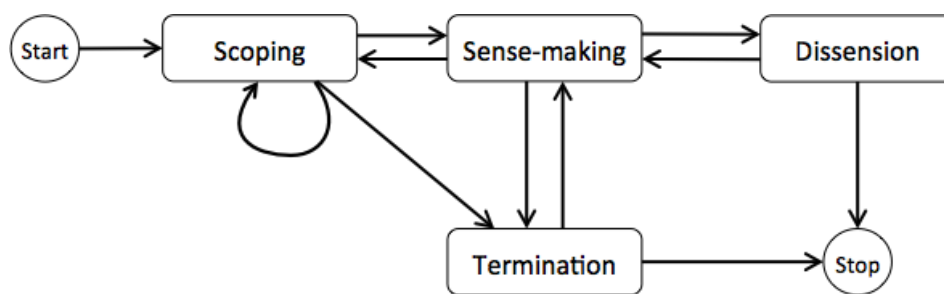 Start
Scoping
Sense-making
Dissension
Termination
Stop